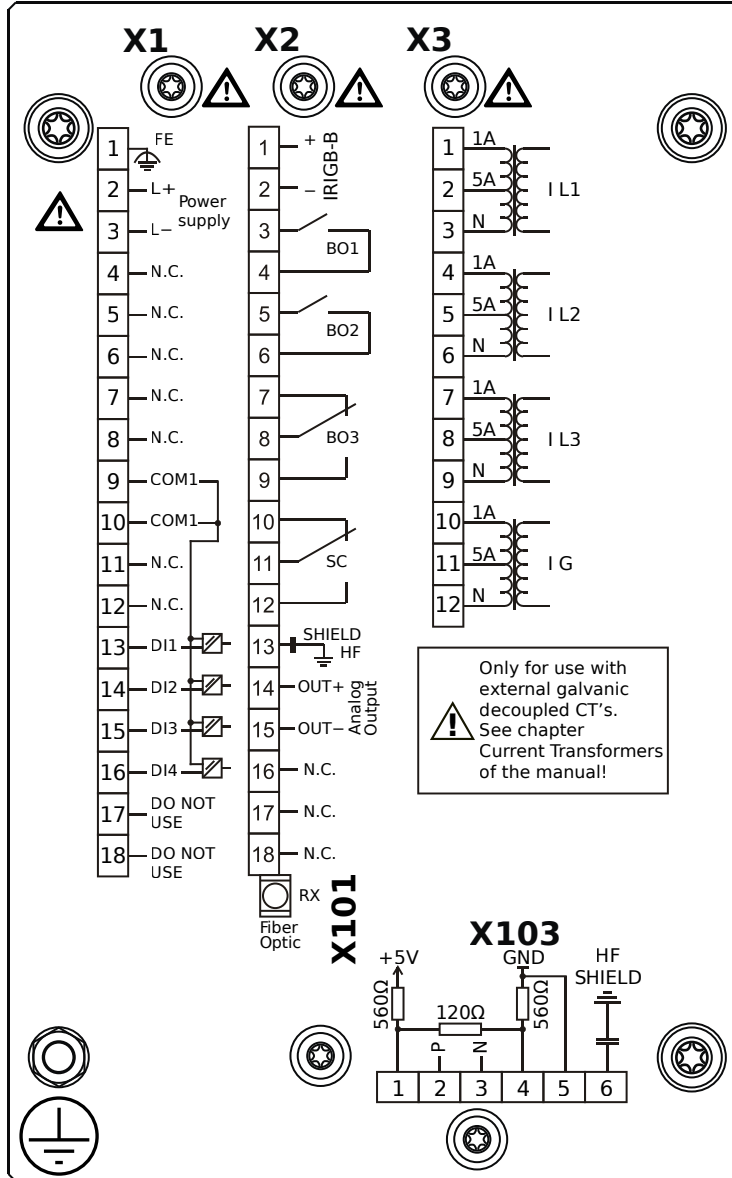 X1 X2 X3
1 FE
2 L+
3 L−
Power
supply
4 N.C.
5 N.C.
6 N.C.
7 N.C.
8 N.C.
9 COM1
10 COM1
11 N.C.
12 N.C.
13 DI1
14 DI2
15 DI3
16 DI4
17 DO NOT
USE
18 DO NOT
USE
1 +
2 −
IRIGB-B
3
BO1
4
5
BO2
6
7
8 BO3
9
10
11 SC
12
13 SHIELD
HF
14 OUT+
15 OUT−
Analog
Output
16 N.C.
17 N.C.
18 N.C.
RX
Fiber
Optic
X101
1 1A
2 5A I L1
3 N
4 1A
5 5A I L2
6 N
7 1A
8 5A I L3
9 N
10 1A
11 5A I G
12 N
!
!
!
!
!
Only for use with
external galvanic
decoupled CT's.
See chapter
Current Transformers
of the manual!
X103
+5V GND HF
SHIELD
560Ω 120Ω 560Ω
P N
1 2 3 4 5 6